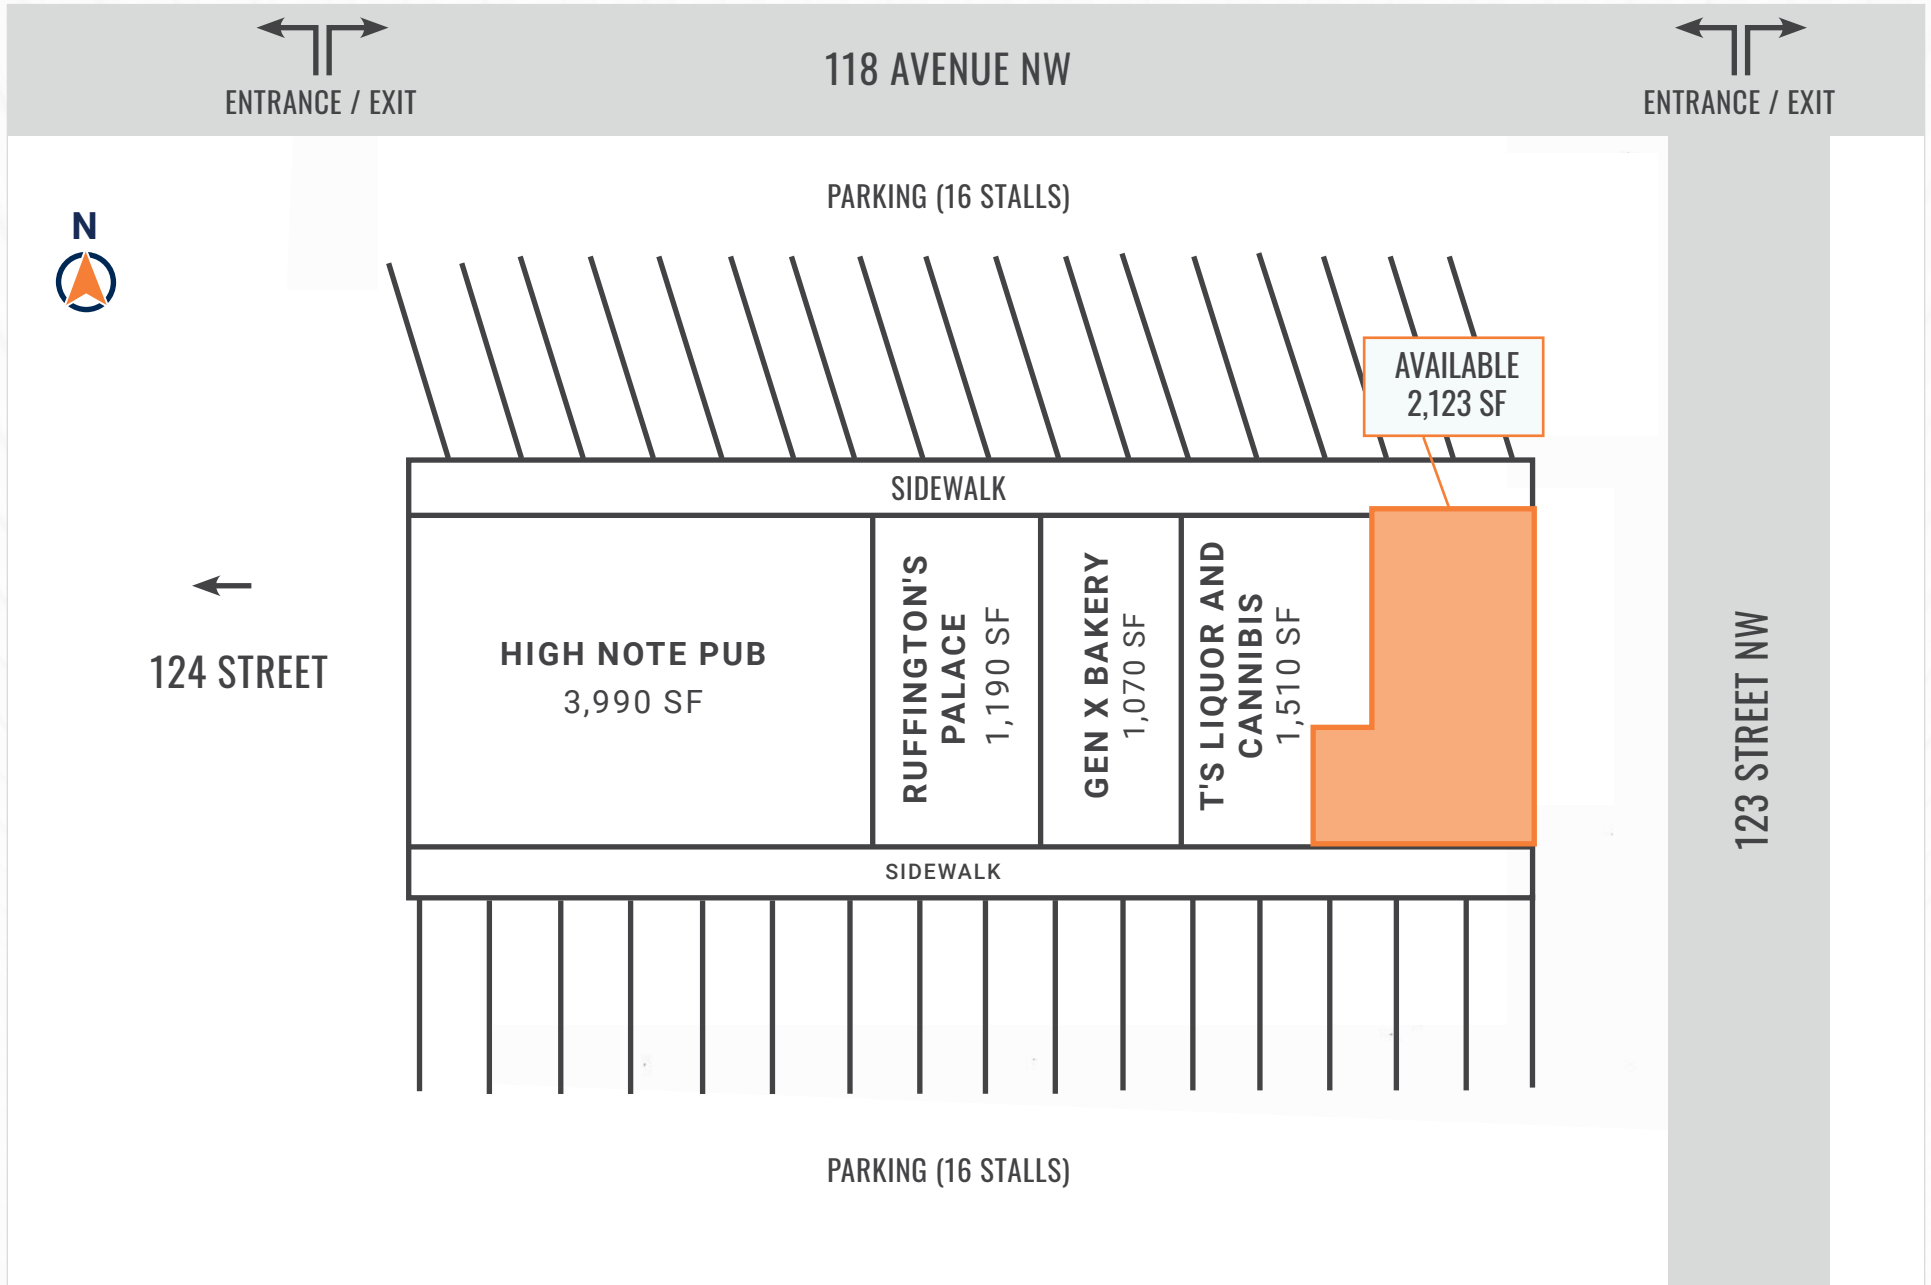 118 AVENUE NW
ENTRANCE / EXIT
ENTRANCE / EXIT
PARKING (16 STALLS)
N
AVAILABLE
2,123 SF
SIDEWALK
124 STREET
HIGH NOTE PUB
3,990 SF
RUFFINGTON'S
PALACE
1,190 SF
GEN X BAKERY
1,070 SF
T'S LIQUOR AND
CANNIBIS
1,510 SF
123 STREET NW
SIDEWALK
PARKING (16 STALLS)